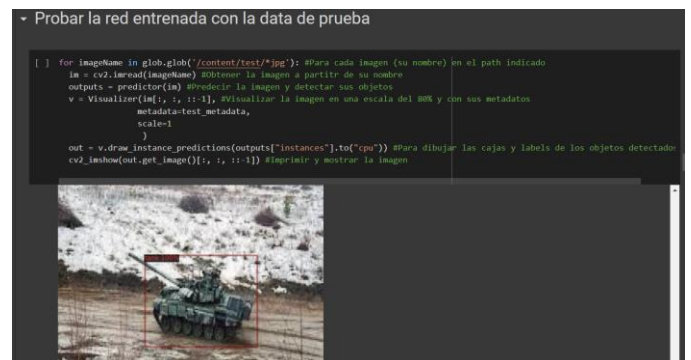 Probar la red entrenada con la data de prueba
[ ] for imageName in glob.glob('/content/test/*jpg'): #Para cada imagen (su nombre) en el path indicado
im = cv2.imread(imageName) #Obtener la imagen a partitr de su nombre
outputs = predictor(im) #Predecir la imagen y detectar sus objetos
v = Visualizer(im[:, :, ::-1], #Visualizar la imagen en una escala del 80% y con sus metadatos
metadata=test_metadata,
scale=1
)
out = v.draw_instance_predictions(outputs["instances"].to("cpu")) #Para dibujar las cajas y labels de los objetos detectados
cv2_imshow(out.get_image()[:, :, ::-1]) #Imprimir y mostrar la imagen